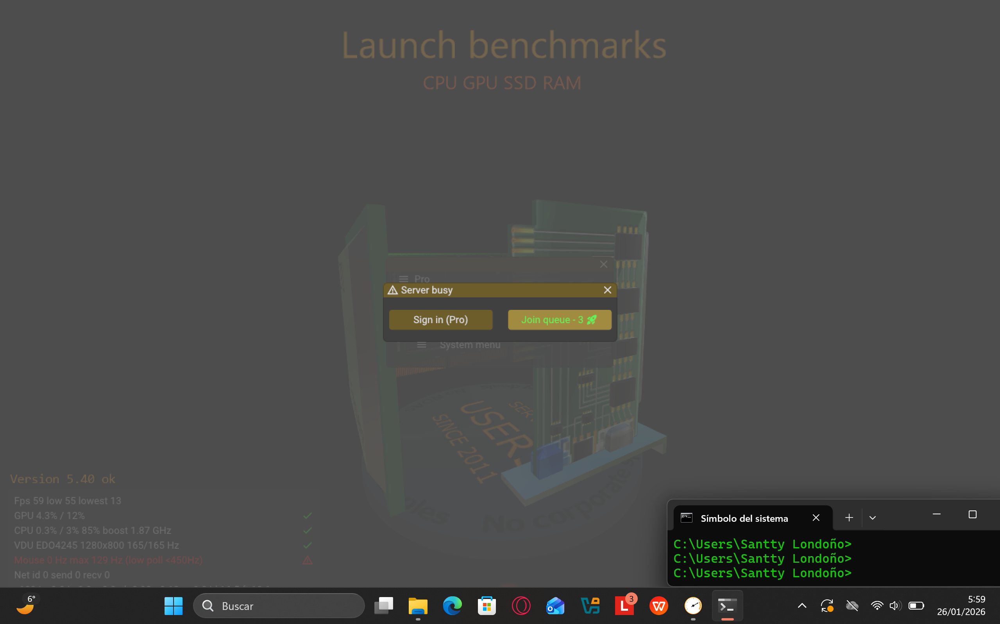 Launch benchmarks
CPU GPU SSD RAM
Pro
Server busy
Sign in (Pro)
Join queue - 3
System menu
SER
USER
SINCE 2011
No corporates
Version 5.40 ok
Fps 59 low 55 lowest 13
GPU 4.3% / 12%
CPU 0.3% / 3% 85% boost 1.87 GHz
VDU EDO4245 1280x800 165/165 Hz
Mouse 0 Hz max 129 Hz (low poll <450Hz)
Net id 0 send 0 recv 0
Símbolo del sistema
C:\Users\Santty Londoño>
C:\Users\Santty Londoño>
C:\Users\Santty Londoño>
6°
Buscar
3
5:59
26/01/2026